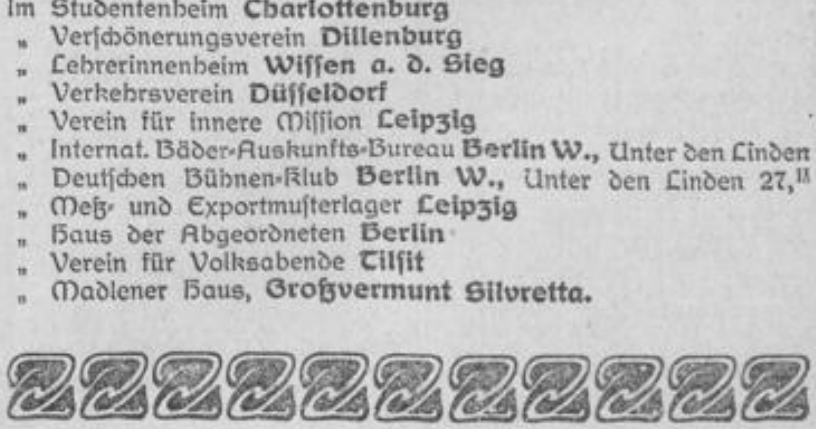 Im Studentenheim Charlottenburg
„ Verſchönerungsverein Dillenburg
„ Lehrerinnenheim Wiſſen a. d. Sieg
„ Verkehrsverein Düſſeldorf
„ Verein für innere Miſſion Leipzig
„ Internat. Bäder-Auskunfts-Bureau Berlin W., Unter den Linden
„ Deutſchen Bühnen-Klub Berlin W., Unter den Linden 27,II
„ Meß- und Exportmuſterlager Leipzig
„ Haus der Abgeordneten Berlin
„ Verein für Volksabende Tilſit
„ Madlener Haus, Großvermunt Silvretta.